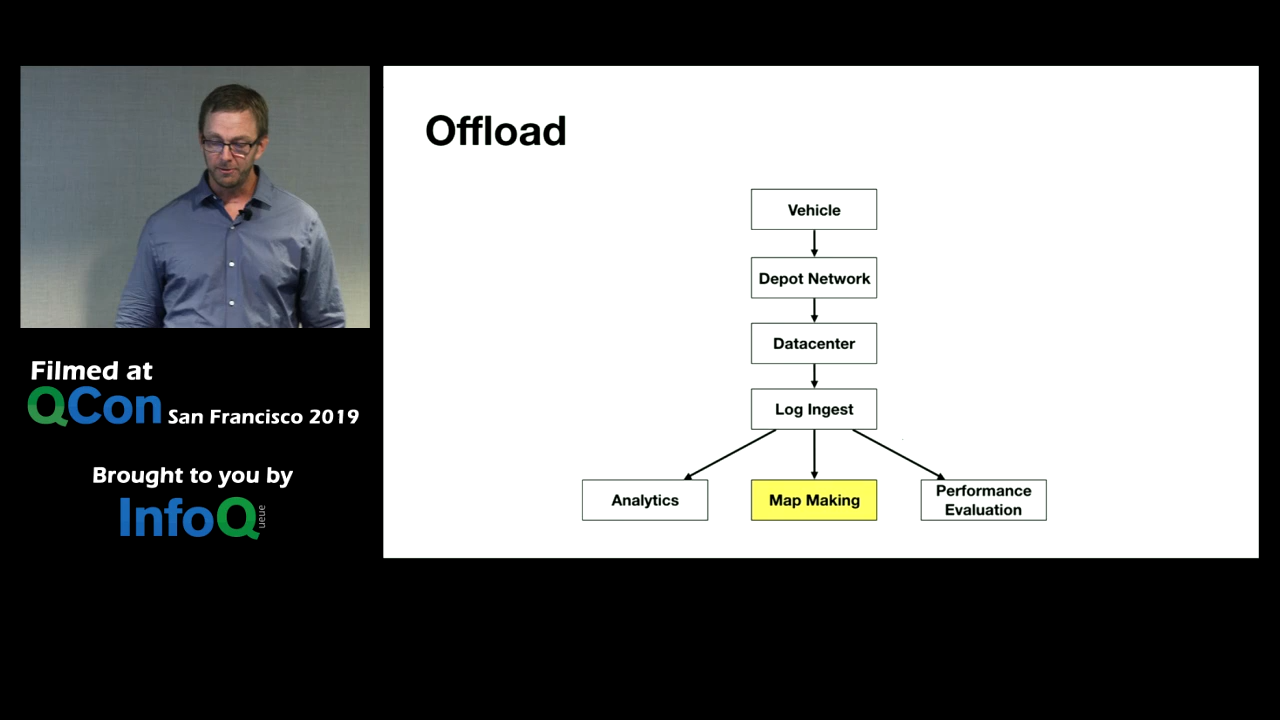 Offload
Vehicle
Depot Network
Datacenter
Log Ingest
Analytics
Map Making
Performance
Evaluation
Filmed at
QCon San Francisco 2019
Brought to you by
InfoQueue